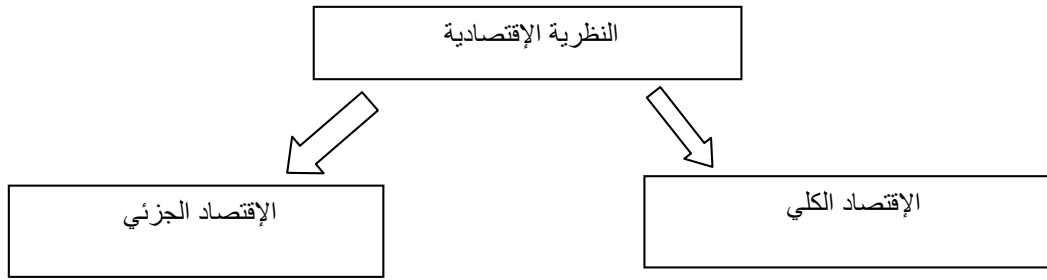 النظرية الإقتصادية
الإقتصاد الكلي
الإقتصاد الجزئي